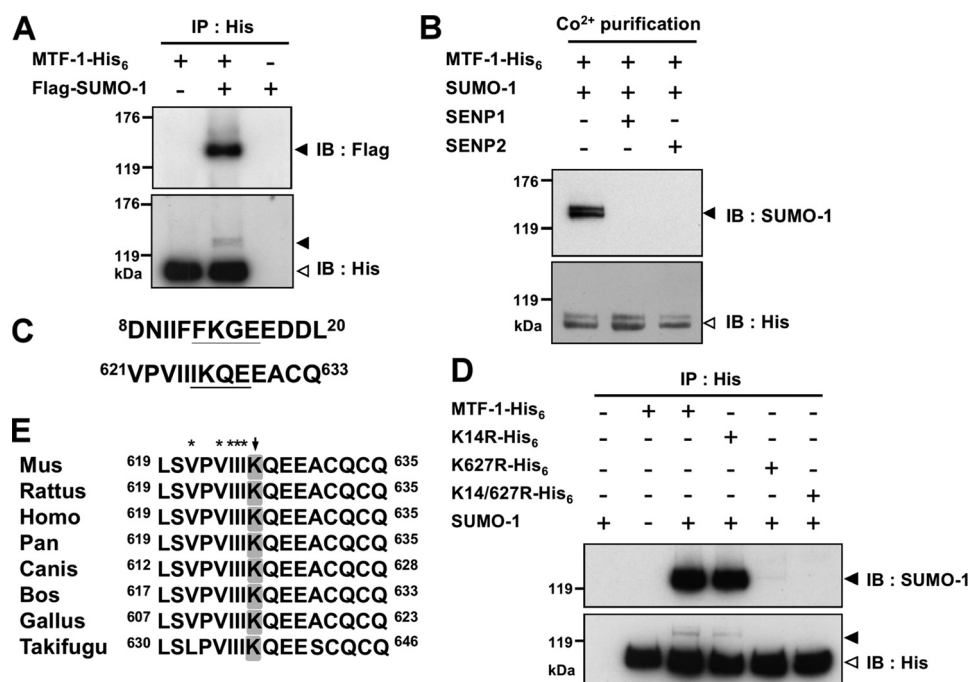 A
IP : His
MTF-1-His₆ + + -
Flag-SUMO-1 - + +
176
119
IB : Flag
176
119
kDa
IB : His
B
Co²⁺ purification
MTF-1-His₆ + + +
SUMO-1 + + +
SENP1 - + -
SENP2 - - +
176
119
IB : SUMO-1
119
kDa
IB : His
C
⁸DNIIFFKGEEDDL²⁰
⁶²¹VPVIIIKQEEACQ⁶³³
D
IP : His
MTF-1-His₆ - + + - - -
K14R-His₆ - - - + - -
K627R-His₆ - - - - + -
K14/627R-His₆ - - - - - +
SUMO-1 + - + + + +
119
IB : SUMO-1
119
kDa
IB : His
E
* ****
Mus ⁶¹⁹ LSVPVIIIKQEEACQCQ ⁶³⁵
Rattus ⁶¹⁹ LSVPVIIIKQEEACQCQ ⁶³⁵
Homo ⁶¹⁹ LSVPVIIIKQEEACQCQ ⁶³⁵
Pan ⁶¹⁹ LSVPVIIIKQEEACQCQ ⁶³⁵
Canis ⁶¹² LSVPVIIIKQEEACQCQ ⁶²⁸
Bos ⁶¹⁷ LSVPVIIIKQEEACQCQ ⁶³³
Gallus ⁶⁰⁷ LSVPVIIIKQEEACQCQ ⁶²³
Takifugu ⁶³⁰ LSLPVIIIKQEESCQCQ ⁶⁴⁶